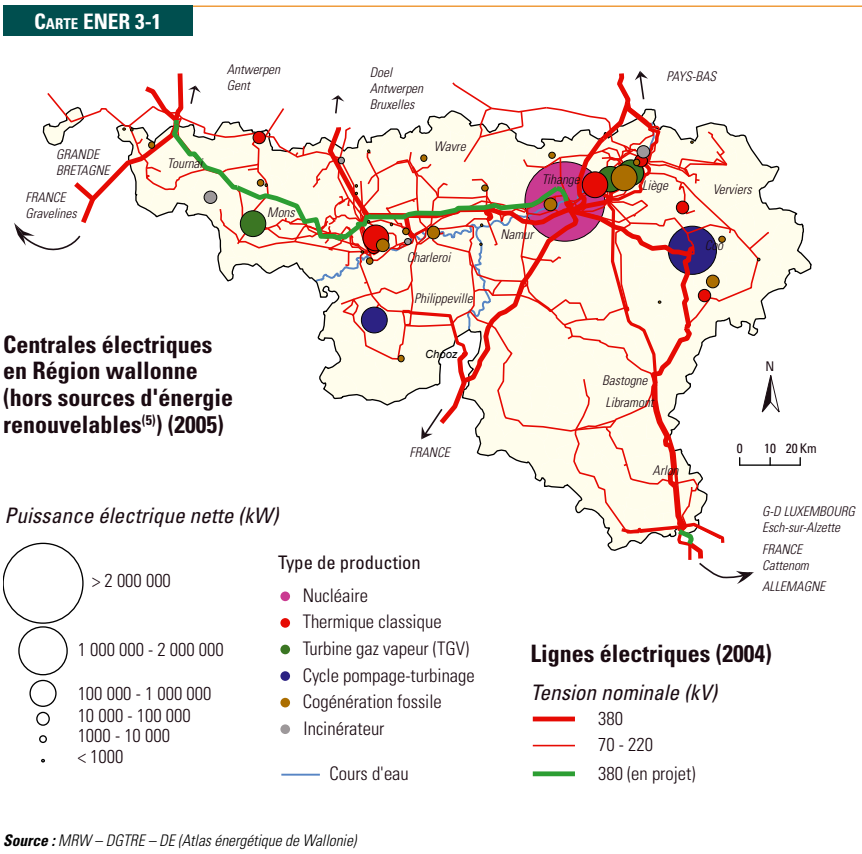 CARTE ENER 3-1
Antwerpen
Gent
Doel
Antwerpen
Bruxelles
PAYS-BAS
GRANDE
BRETAGNE
Tournai
Wavre
FRANCE
Gravelines
Mons
Tihange
Liège
Verviers
Namur
Coo
Charleroi
Philippeville
Chooz
Centrales électriques
en Région wallonne
(hors sources d'énergie
renouvelables(5)) (2005)
FRANCE
Bastogne
Libramont
N
0 10 20 Km
Arlon
G-D LUXEMBOURG
Esch-sur-Alzette
FRANCE
Cattenom
ALLEMAGNE
Puissance électrique nette (kW)
> 2 000 000
1 000 000 - 2 000 000
100 000 - 1 000 000
10 000 - 100 000
1000 - 10 000
< 1000
Type de production
Nucléaire
Thermique classique
Turbine gaz vapeur (TGV)
Cycle pompage-turbinage
Cogénération fossile
Incinérateur
Cours d'eau
Lignes électriques (2004)
Tension nominale (kV)
380
70 - 220
380 (en projet)
Source : MRW – DGTRE – DE (Atlas énergétique de Wallonie)